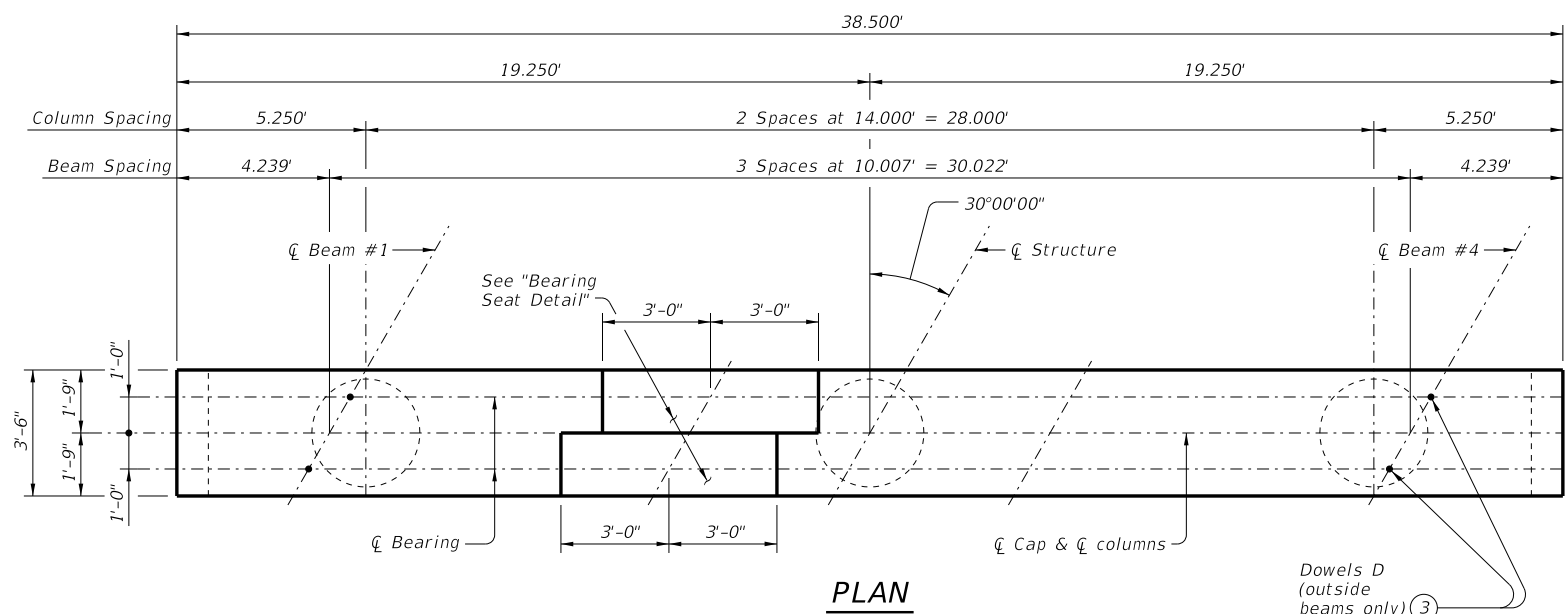 38.500'
19.250'
19.250'
Column Spacing
5.250'
2 Spaces at 14.000' = 28.000'
5.250'
Beam Spacing
4.239'
3 Spaces at 10.007' = 30.022'
4.239'
30°00'00"
℄ Beam #1
℄ Structure
℄ Beam #4
See "Bearing
Seat Detail"
3'-0"
3'-0"
1'-0"
1'-9"
3'-6"
1'-9"
1'-0"
3'-0"
3'-0"
℄ Bearing
℄ Cap & ℄ columns
Dowels D
(outside
beams only) 3
PLAN